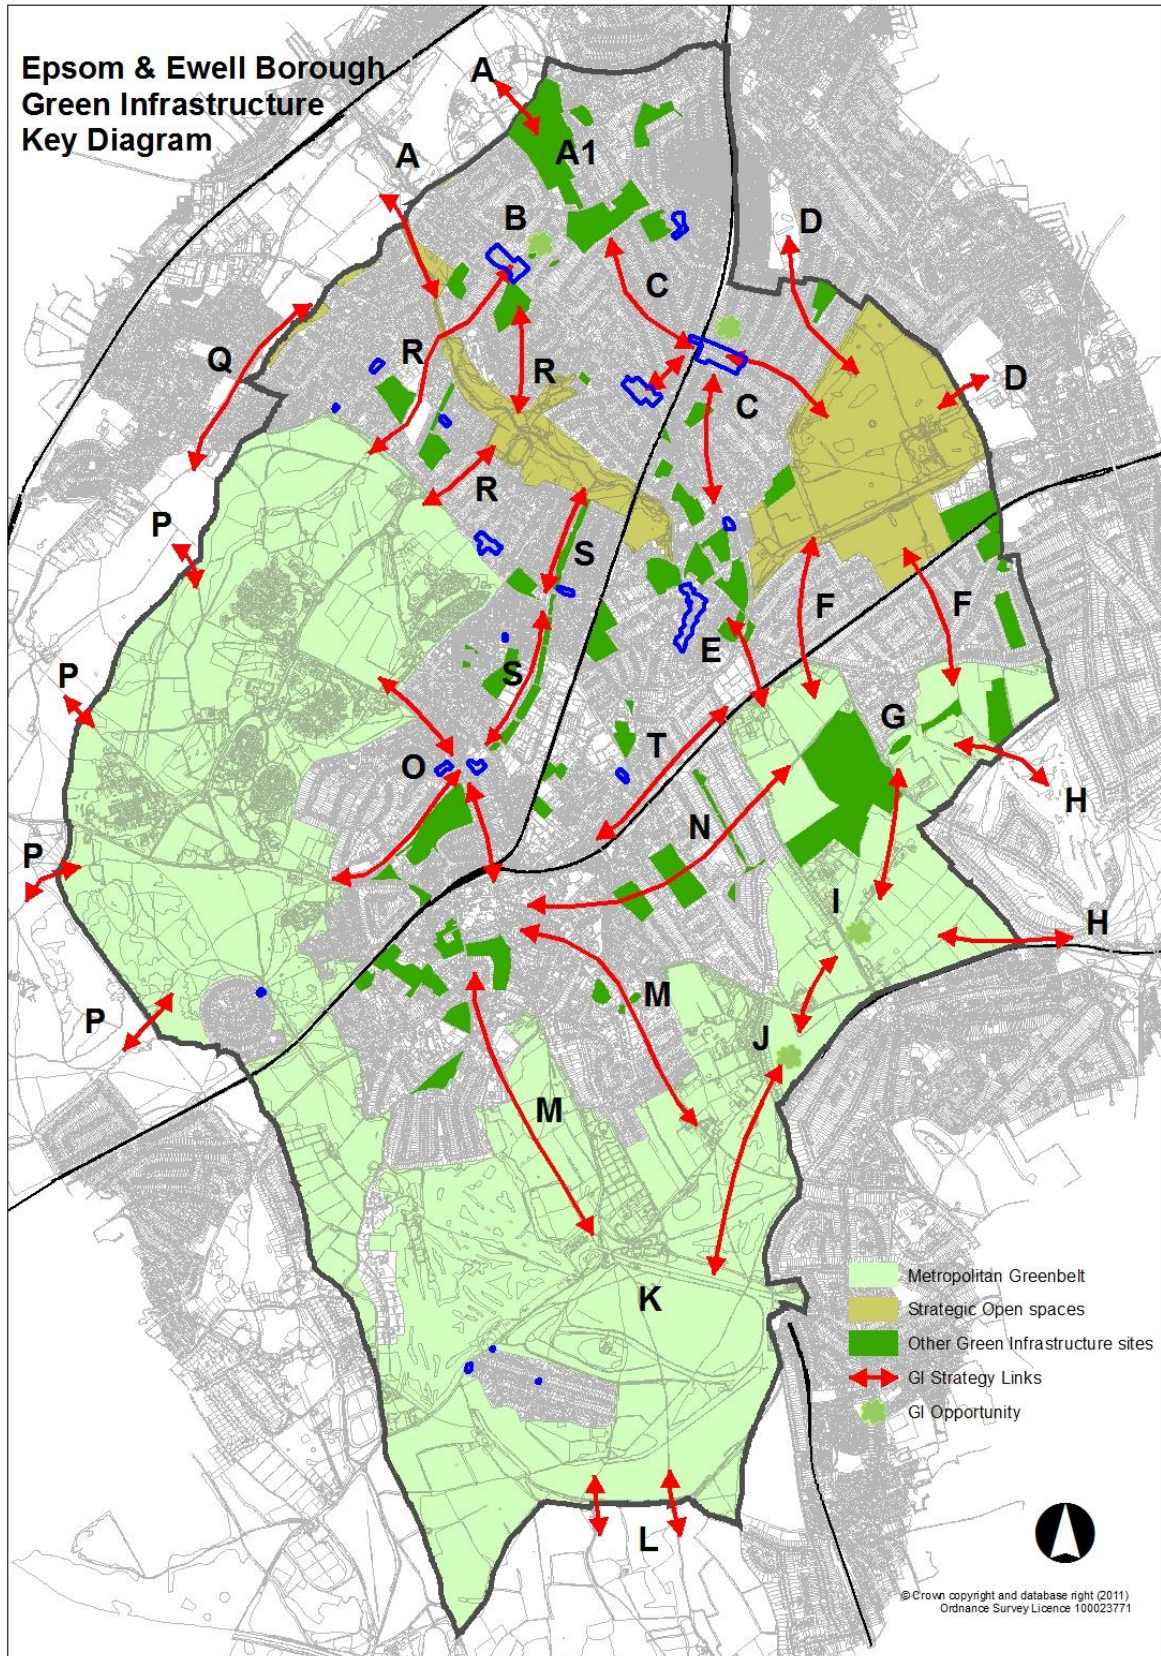 Epsom & Ewell Borough
Green Infrastructure
Key Diagram
A
A
A1
B
D
C
Q
R
R
D
C
R
P
S
F
F
E
P
S
G
T
O
H
N
P
I
H
M
P
J
M
K
Metropolitan Greenbelt
Strategic Open spaces
Other Green Infrastructure sites
GI Strategy Links
GI Opportunity
L
© Crown copyright and database right (2011)
Ordnance Survey Licence 100023771